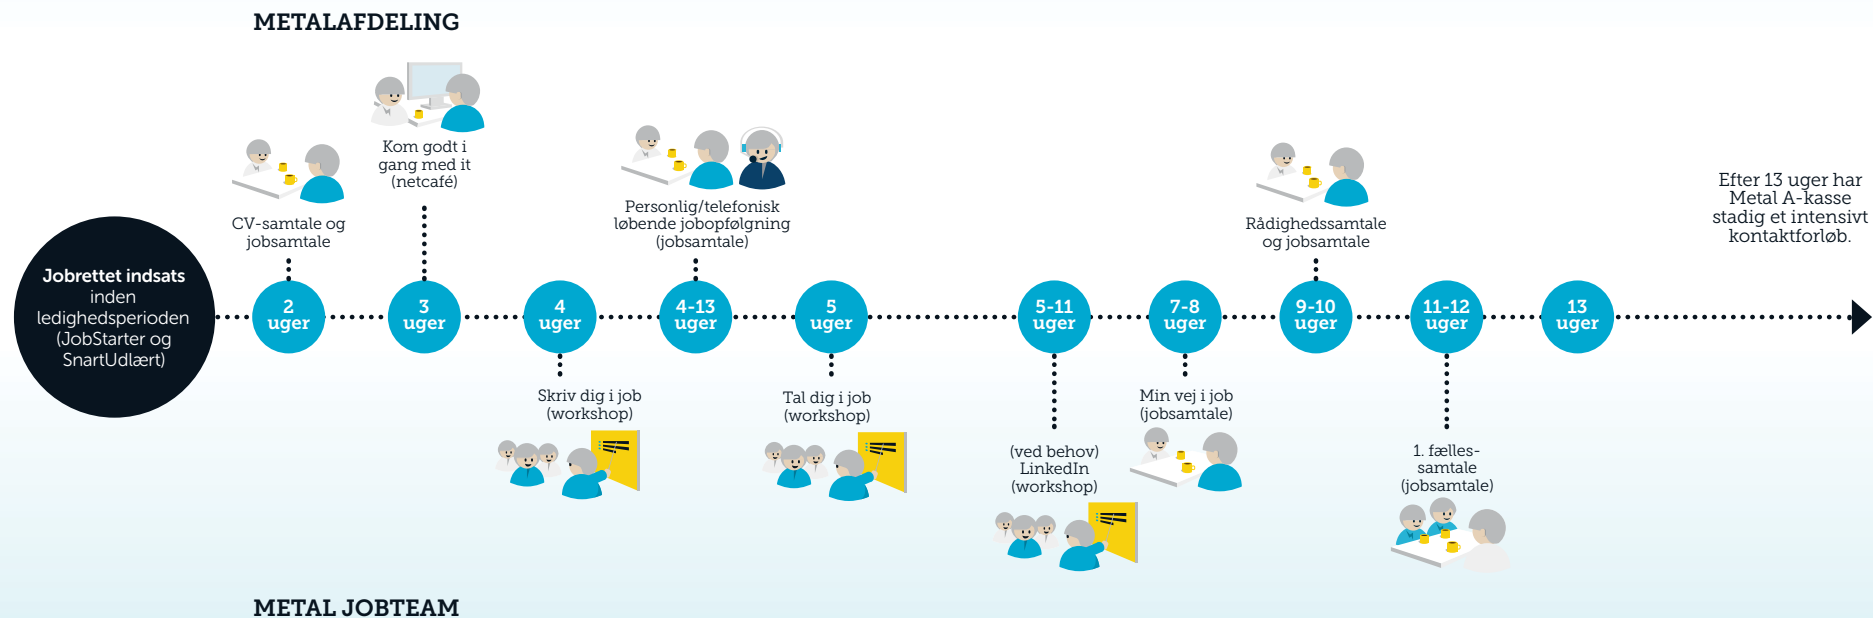 METALAFDELING
Kom godt i
gang med it
(netcafé)
CV-samtale og
jobsamtale
Personlig/telefonisk
løbende jobopfølgning
(jobsamtale)
Rådighedssamtale
og jobsamtale
Efter 13 uger har
Metal A-kasse
stadig et intensivt
kontaktforløb.
Jobrettet indsats
inden
ledighedsperioden
(JobStarter og
SnartUdlært)
2
uger
3
uger
4
uger
4-13
uger
5
uger
5-11
uger
7-8
uger
9-10
uger
11-12
uger
13
uger
Skriv dig i job
(workshop)
Tal dig i job
(workshop)
(ved behov)
LinkedIn
(workshop)
Min vej i job
(jobsamtale)
1. fælles-
samtale
(jobsamtale)
METAL JOBTEAM